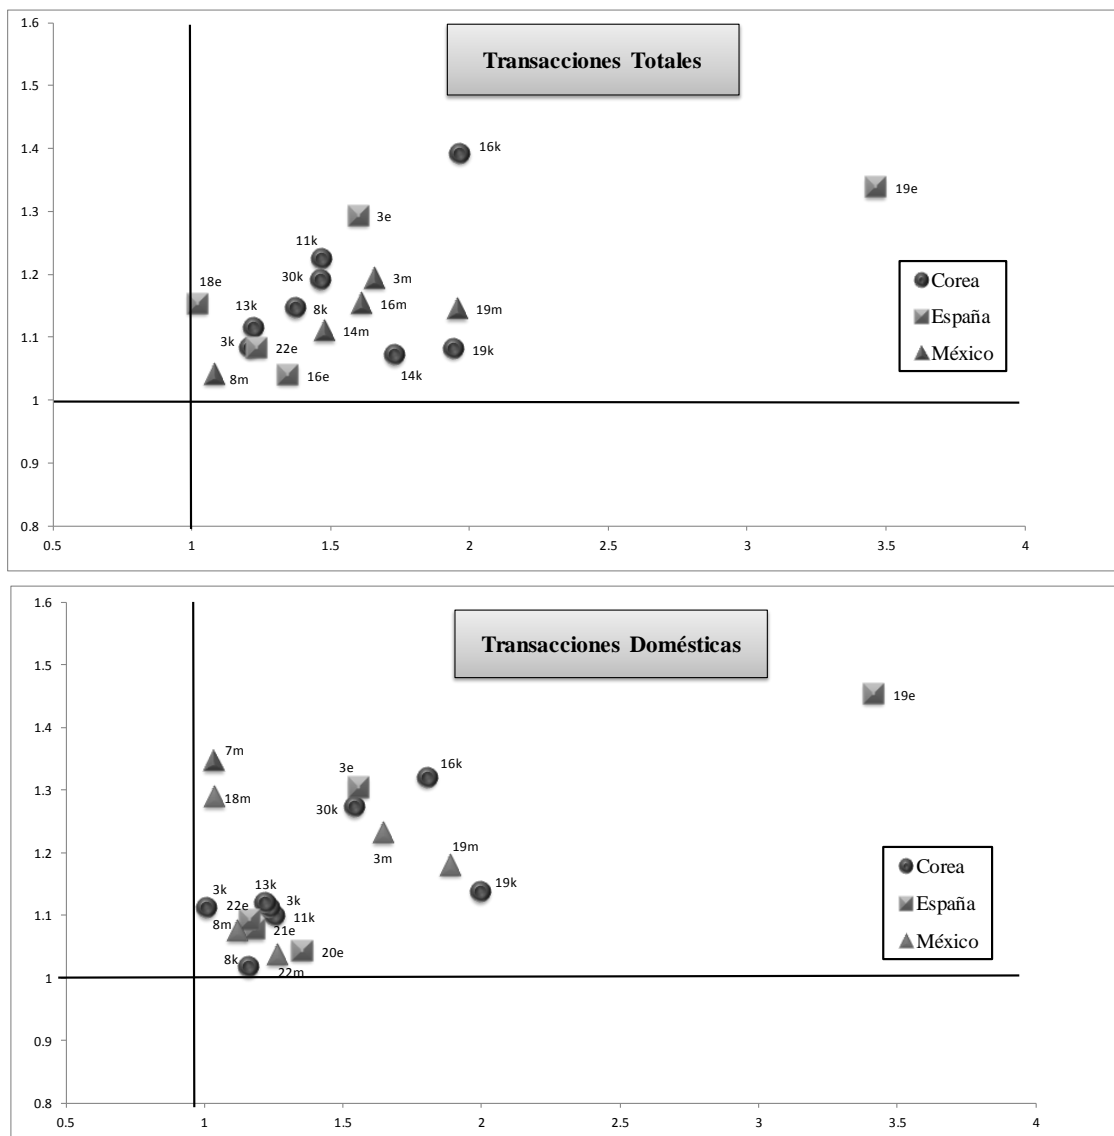 1.6
Transacciones Totales
1.5
1.4
16k
19e
1.3
3e
11k
1.2
18e
30k
3m
Corea
13k
8k
16m
19m
España
1.1
3k
22e
14m
19k
México
8m
16e
14k
1
0.9
0.8
0.5 1 1.5 2 2.5 3 3.5 4
1.6
Transacciones Domésticas
1.5
19e
1.4
7m
3e
16k
1.3
18m
30k
1.2
3m
19m
Corea
3k
13k
3k
19k
España
1.1
22e
11k
8m
21e
México
8k
22m
20e
1
0.9
0.8
0.5 1 1.5 2 2.5 3 3.5 4